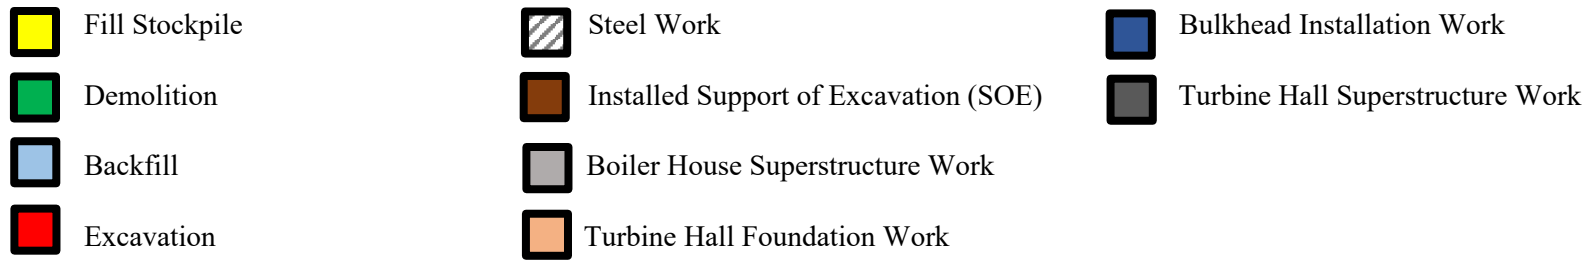 Fill Stockpile
Demolition
Backfill
Excavation
Steel Work
Installed Support of Excavation (SOE)
Boiler House Superstructure Work
Turbine Hall Foundation Work
Bulkhead Installation Work
Turbine Hall Superstructure Work